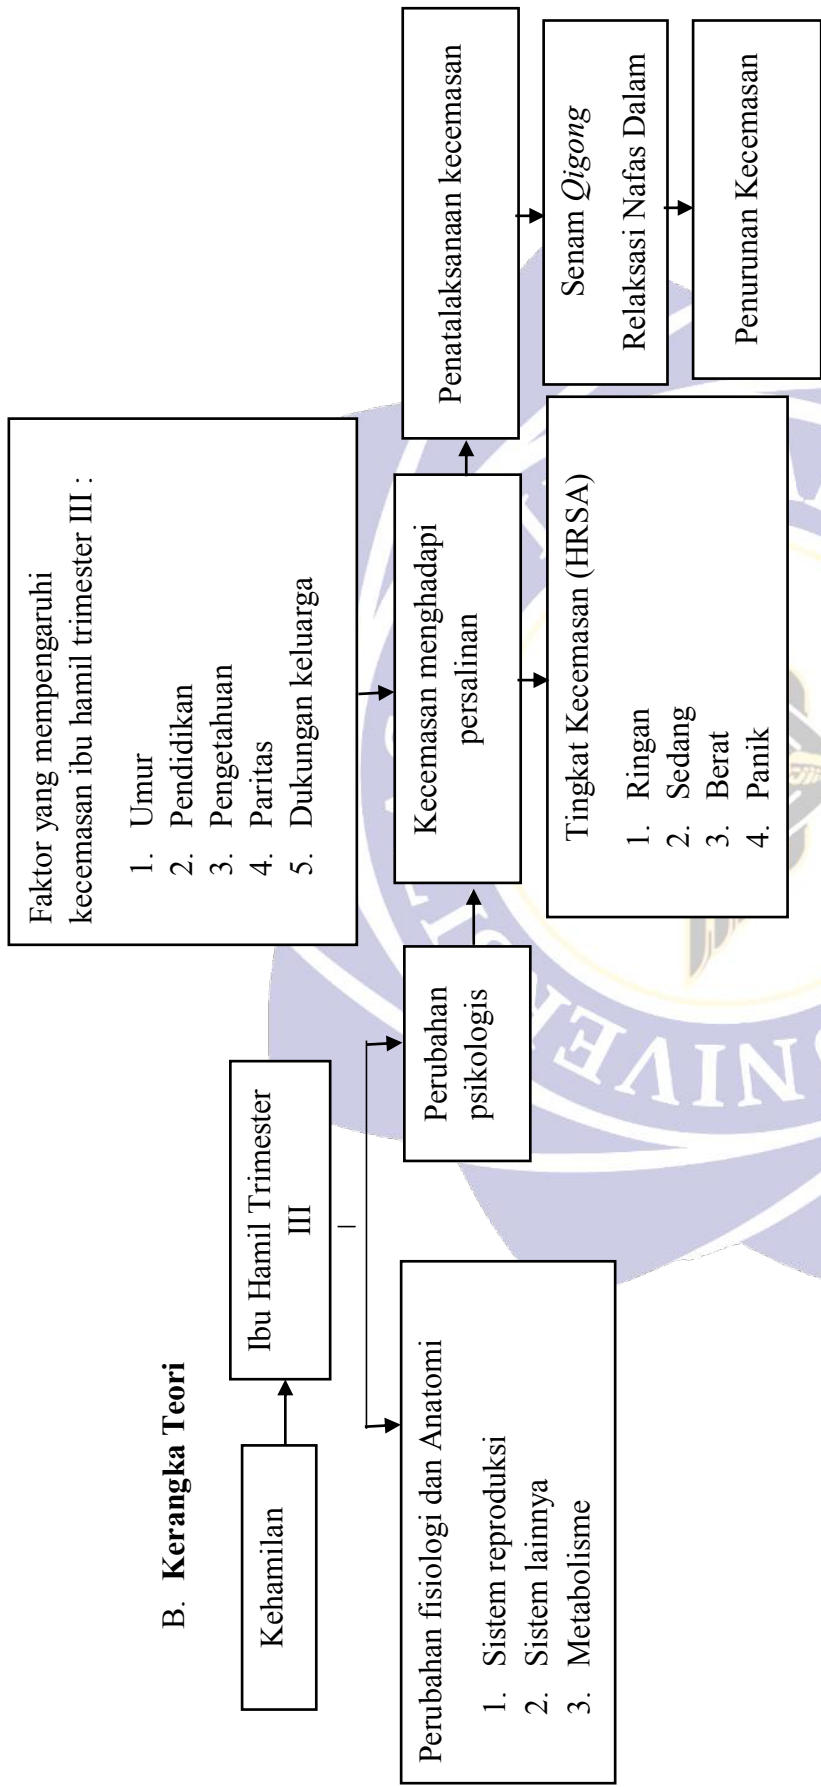 B. Kerangka Teori
Kehamilan
Ibu Hamil Trimester
III
Faktor yang mempengaruhi
kecemasan ibu hamil trimester III :
1. Umur
2. Pendidikan
3. Pengetahuan
4. Paritas
5. Dukungan keluarga
Perubahan fisiologi dan Anatomi
1. Sistem reproduksi
2. Sistem lainnya
3. Metabolisme
Perubahan
psikologis
Kecemasan menghadapi
persalinan
Penatalaksanaan kecemasan
Tingkat Kecemasan (HRSA)
1. Ringan
2. Sedang
3. Berat
4. Panik
Senam Qigong
Relaksasi Nafas Dalam
Penurunan Kecemasan